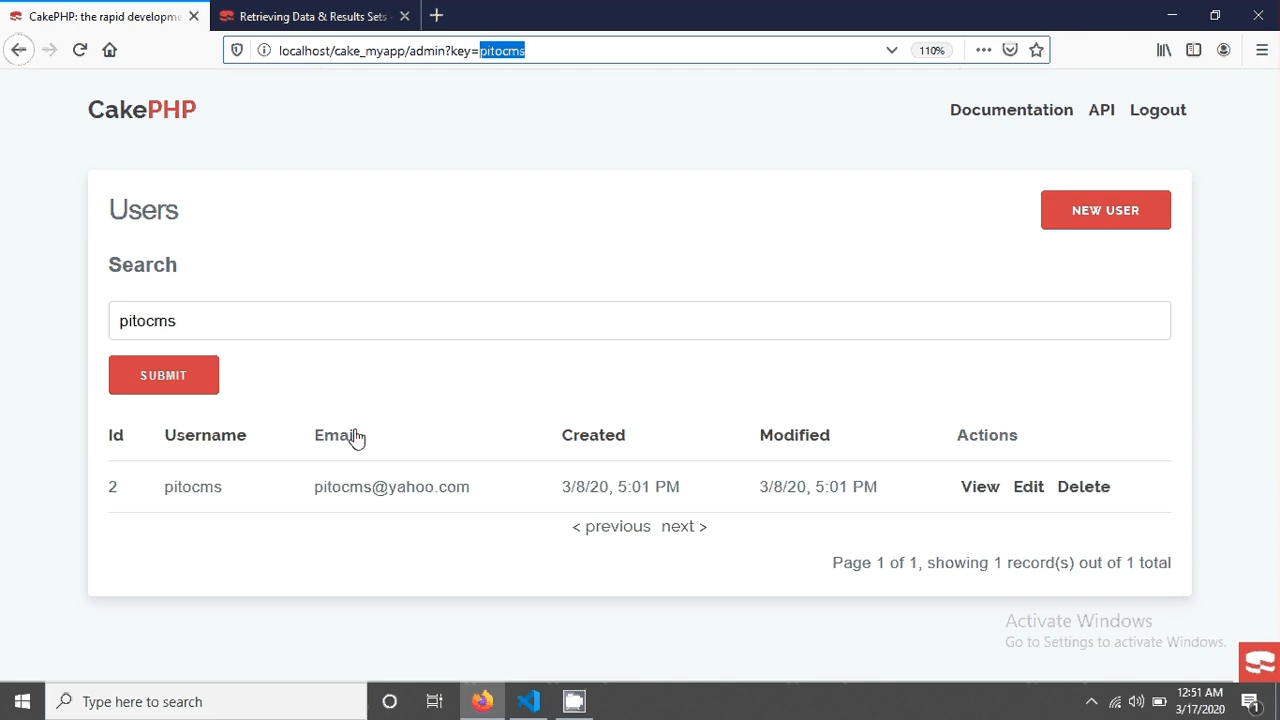 CakePHP: the rapid developme
Retrieving Data & Results Sets
localhost/cake_myapp/admin?key=pitocms
110%
CakePHP
Documentation API Logout
Users
NEW USER
Search
pitocms
SUBMIT
Id Username Email Created Modified Actions
2 pitocms pitocms@yahoo.com 3/8/20, 5:01 PM 3/8/20, 5:01 PM View Edit Delete
< previous next >
Page 1 of 1, showing 1 record(s) out of 1 total
Activate Windows
Go to Settings to activate Windows.
Type here to search
12:51 AM
3/17/2020
1